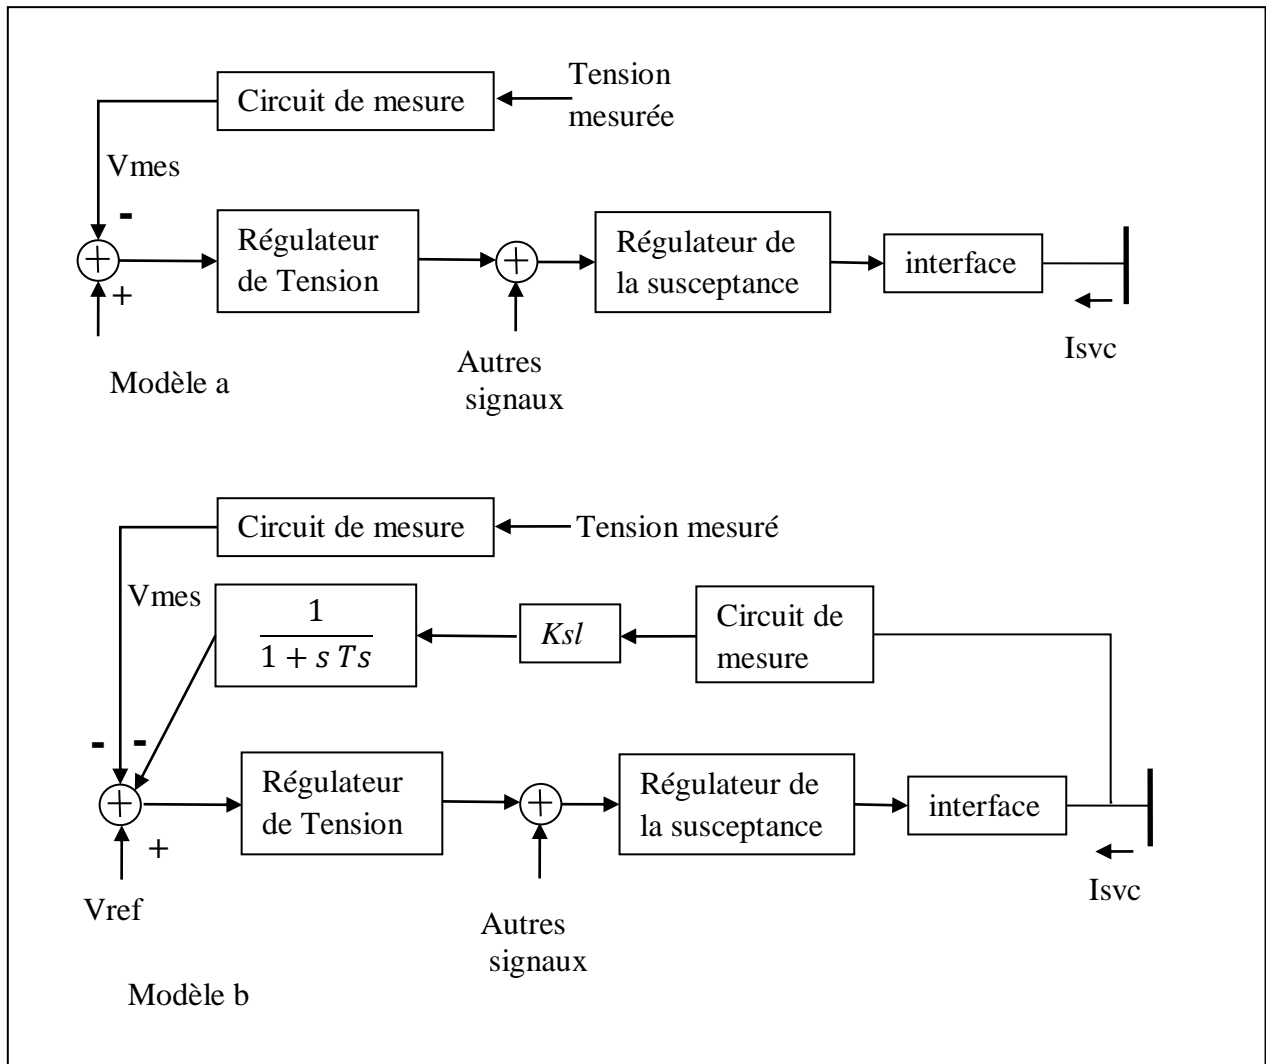 Tension
mesurée
Circuit de mesure
Vmes
-
+
+
Régulateur
de Tension
+
Régulateur de
la susceptance
interface
Isvc
Autres
signaux
Modèle a
Circuit de mesure
Tension mesuré
Vmes
1
1 + s Ts
Ksl
Circuit de
mesure
- -
+
+
Régulateur
de Tension
+
Régulateur de
la susceptance
interface
Isvc
Vref
Autres
signaux
Modèle b